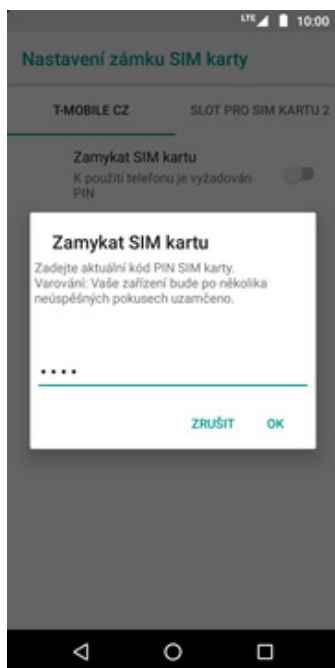 LTE 10:00
Nastavení zámku SIM karty
T-MOBILE CZ SLOT PRO SIM KARTU 2
Zamykat SIM kartu
K použití telefonu je vyžadován
PIN
Zamykat SIM kartu
Zadejte aktuální kód PIN SIM karty.
Varování: Vaše zařízení bude po několika
neúspěšných pokusech uzamčeno.
• • • •
ZRUŠIT OK